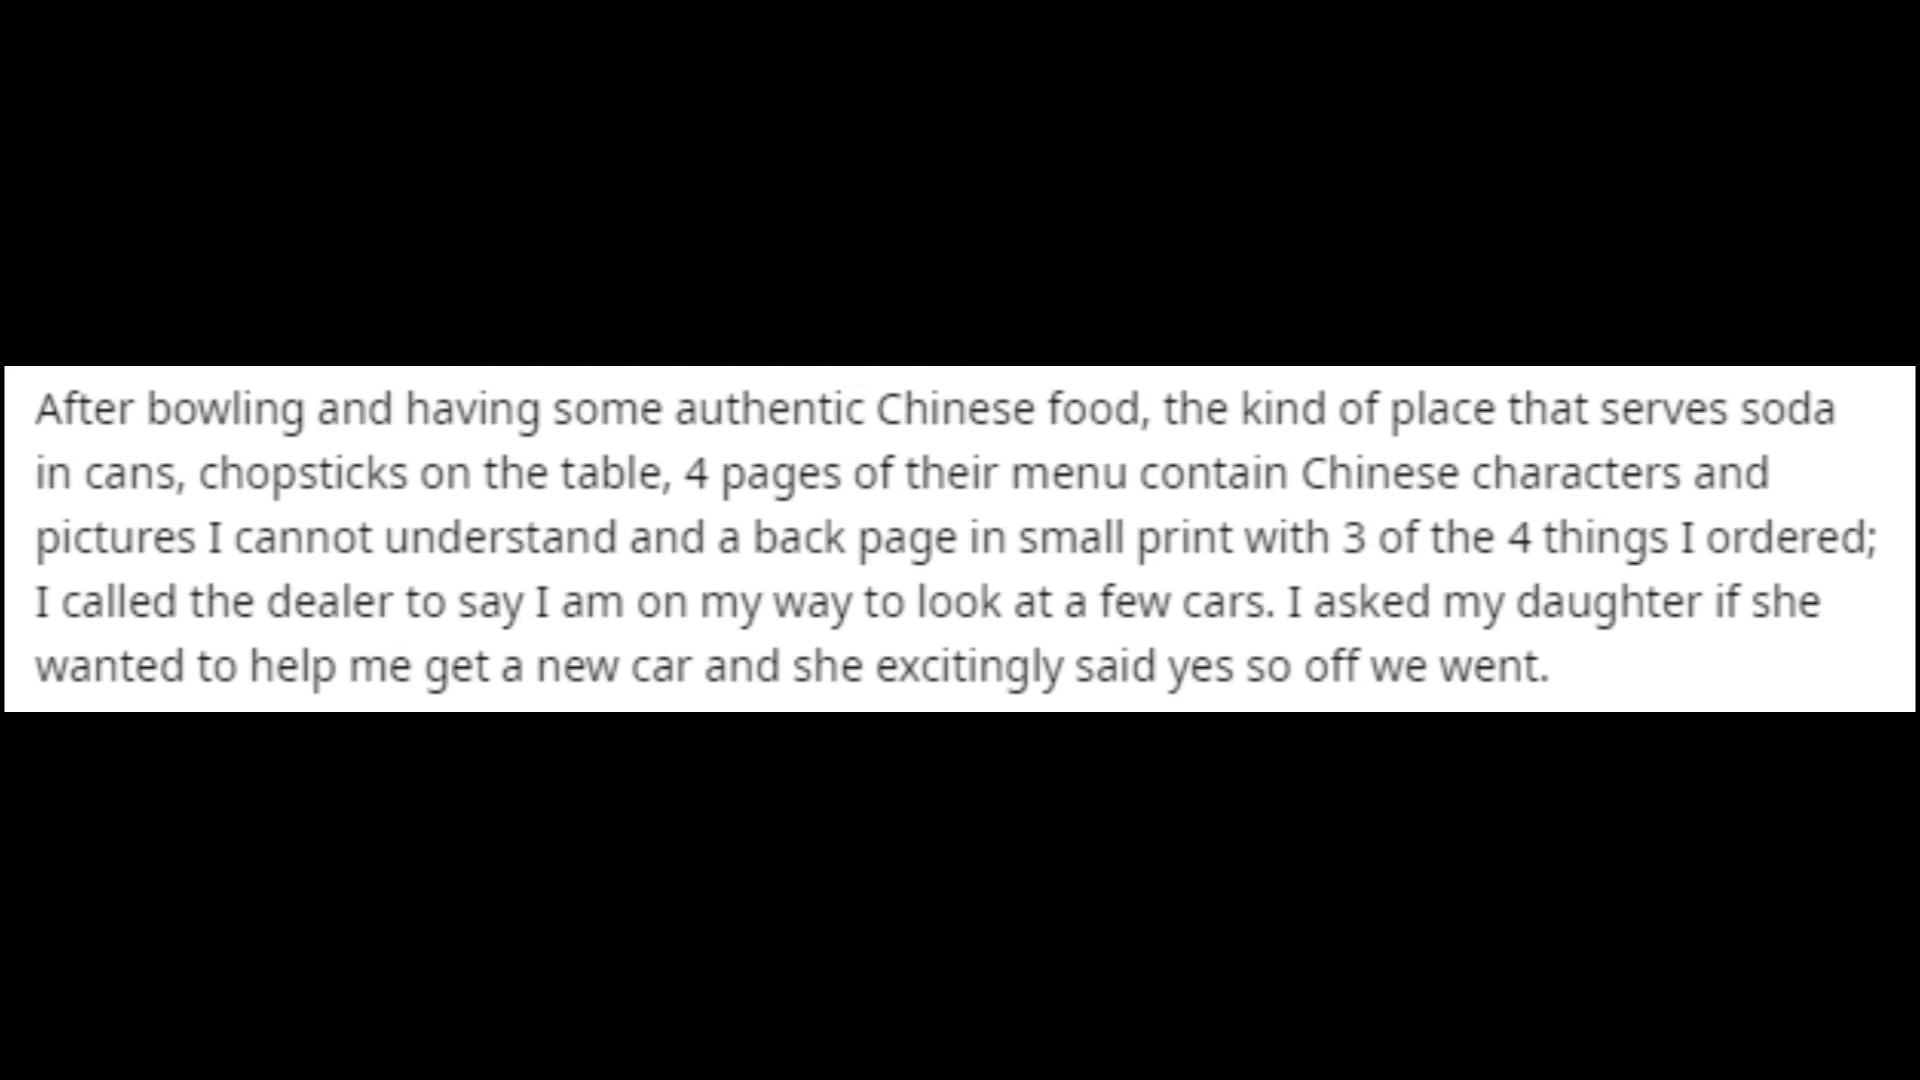 After bowling and having some authentic Chinese food, the kind of place that serves soda
in cans, chopsticks on the table, 4 pages of their menu contain Chinese characters and
pictures I cannot understand and a back page in small print with 3 of the 4 things I ordered;
I called the dealer to say I am on my way to look at a few cars. I asked my daughter if she
wanted to help me get a new car and she excitingly said yes so off we went.